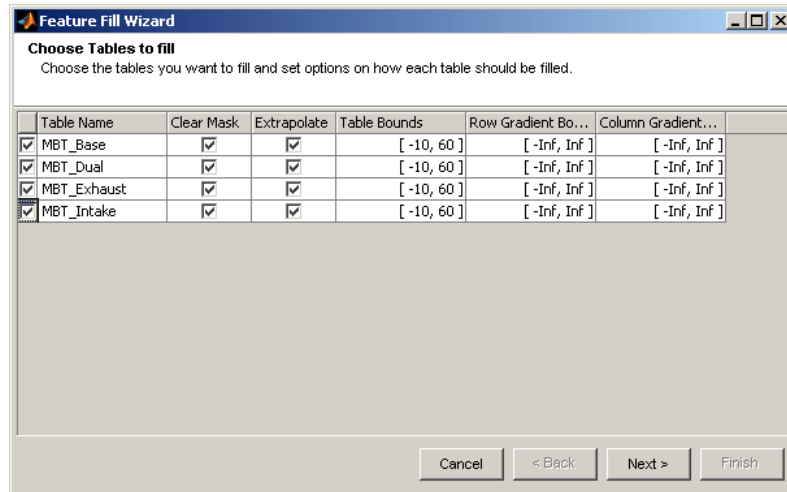 Feature Fill Wizard
Choose Tables to fill
Choose the tables you want to fill and set options on how each table should be filled.
Table Name Clear Mask Extrapolate Table Bounds Row Gradient Bo... Column Gradient...
MBT_Base [ -10, 60 ] [ -Inf, Inf ] [ -Inf, Inf ]
MBT_Dual [ -10, 60 ] [ -Inf, Inf ] [ -Inf, Inf ]
MBT_Exhaust [ -10, 60 ] [ -Inf, Inf ] [ -Inf, Inf ]
MBT_Intake [ -10, 60 ] [ -Inf, Inf ] [ -Inf, Inf ]
Cancel < Back Next > Finish